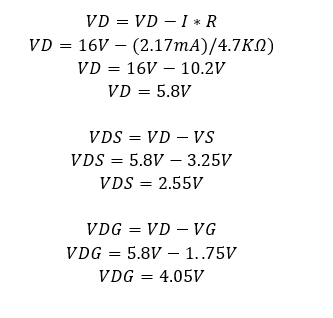 VD = VD − I ∗ R
VD = 16V − (2.17mA)/4.7KΩ)
VD = 16V − 10.2V
VD = 5.8V
VDS = VD − VS
VDS = 5.8V − 3.25V
VDS = 2.55V
VDG = VD − VG
VDG = 5.8V − 1..75V
VDG = 4.05V